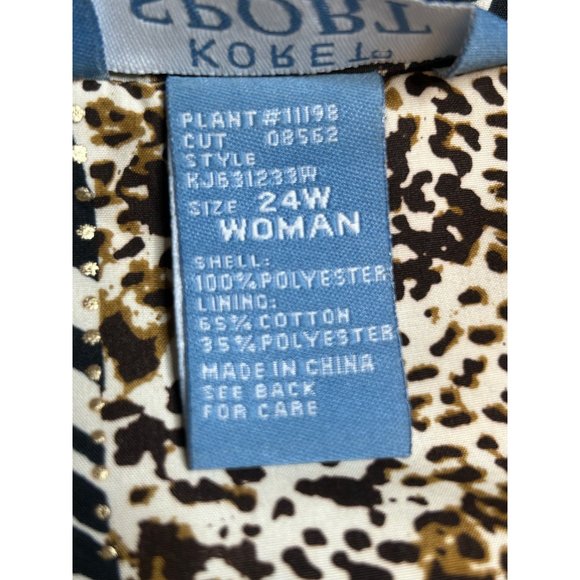 SPORT
KORET
PLANT#11198
CUT 08562
STYLE
KJ631233W
SIZE 24W
WOMAN
SHELL:
100%POLYESTER
LINING:
65% COTTON
35%POLYESTER
MADE IN CHINA
SEE BACK
FOR CARE